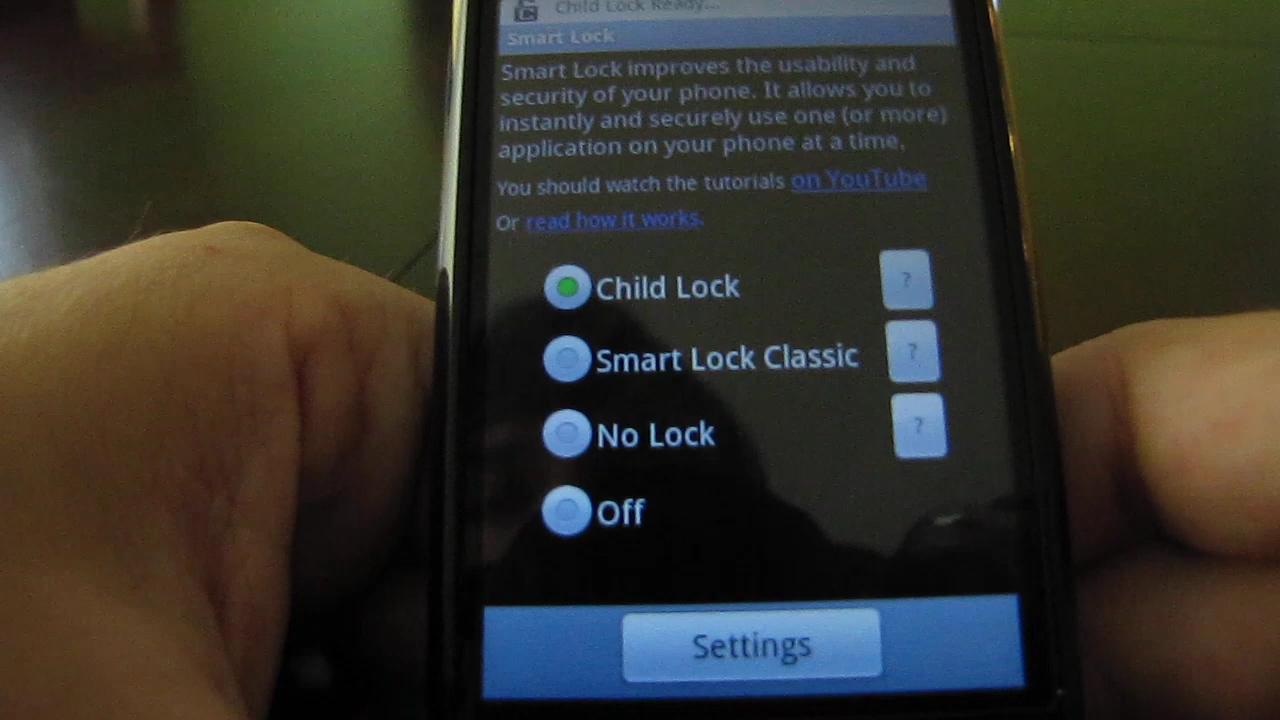 Child Lock Ready...
Smart Lock
Smart Lock improves the usability and
security of your phone. It allows you to
instantly and securely use one (or more)
application on your phone at a time.
You should watch the tutorials on YouTube
Or read how it works.
Child Lock ?
Smart Lock Classic ?
No Lock ?
Off
Settings